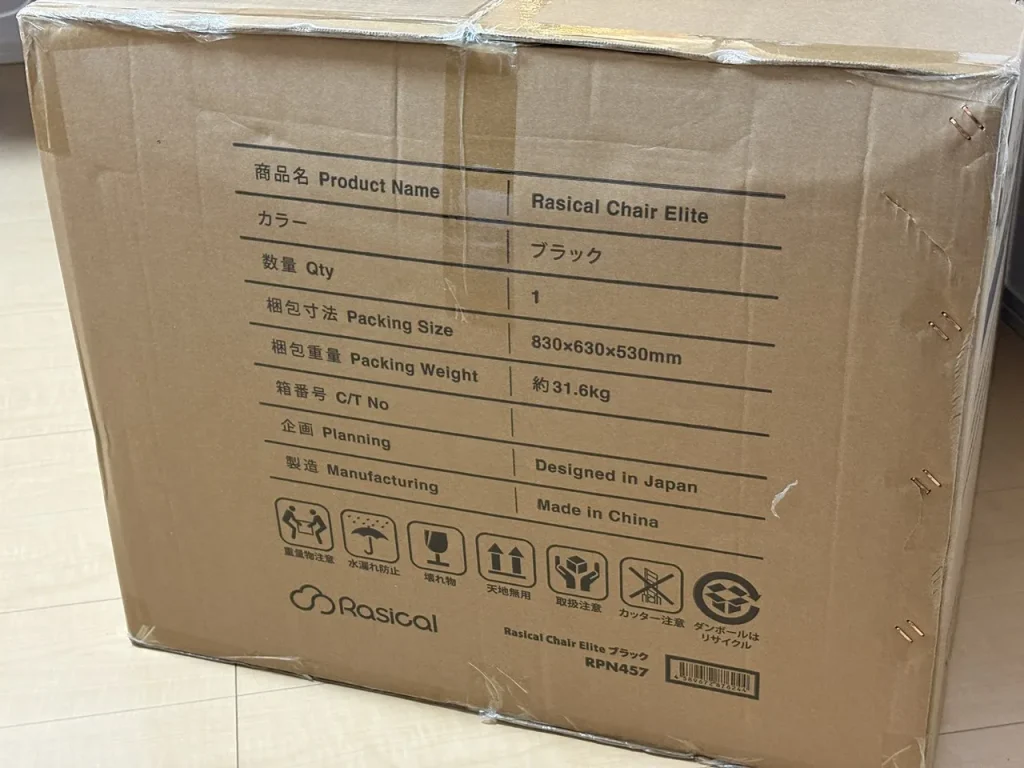 商品名 Product Name Rasical Chair Elite
カラー ブラック
数量 Qty 1
梱包寸法 Packing Size 830×630×530mm
梱包重量 Packing Weight 約31.6kg
箱番号 C/T No
企画 Planning Designed in Japan
製造 Manufacturing Made in China
重量物注意 水漏れ防止 壊れ物 天地無用 取扱注意 カッター注意 ダンボールは
リサイクル
Rasical
Rasical Chair Elite ブラック
RPN457